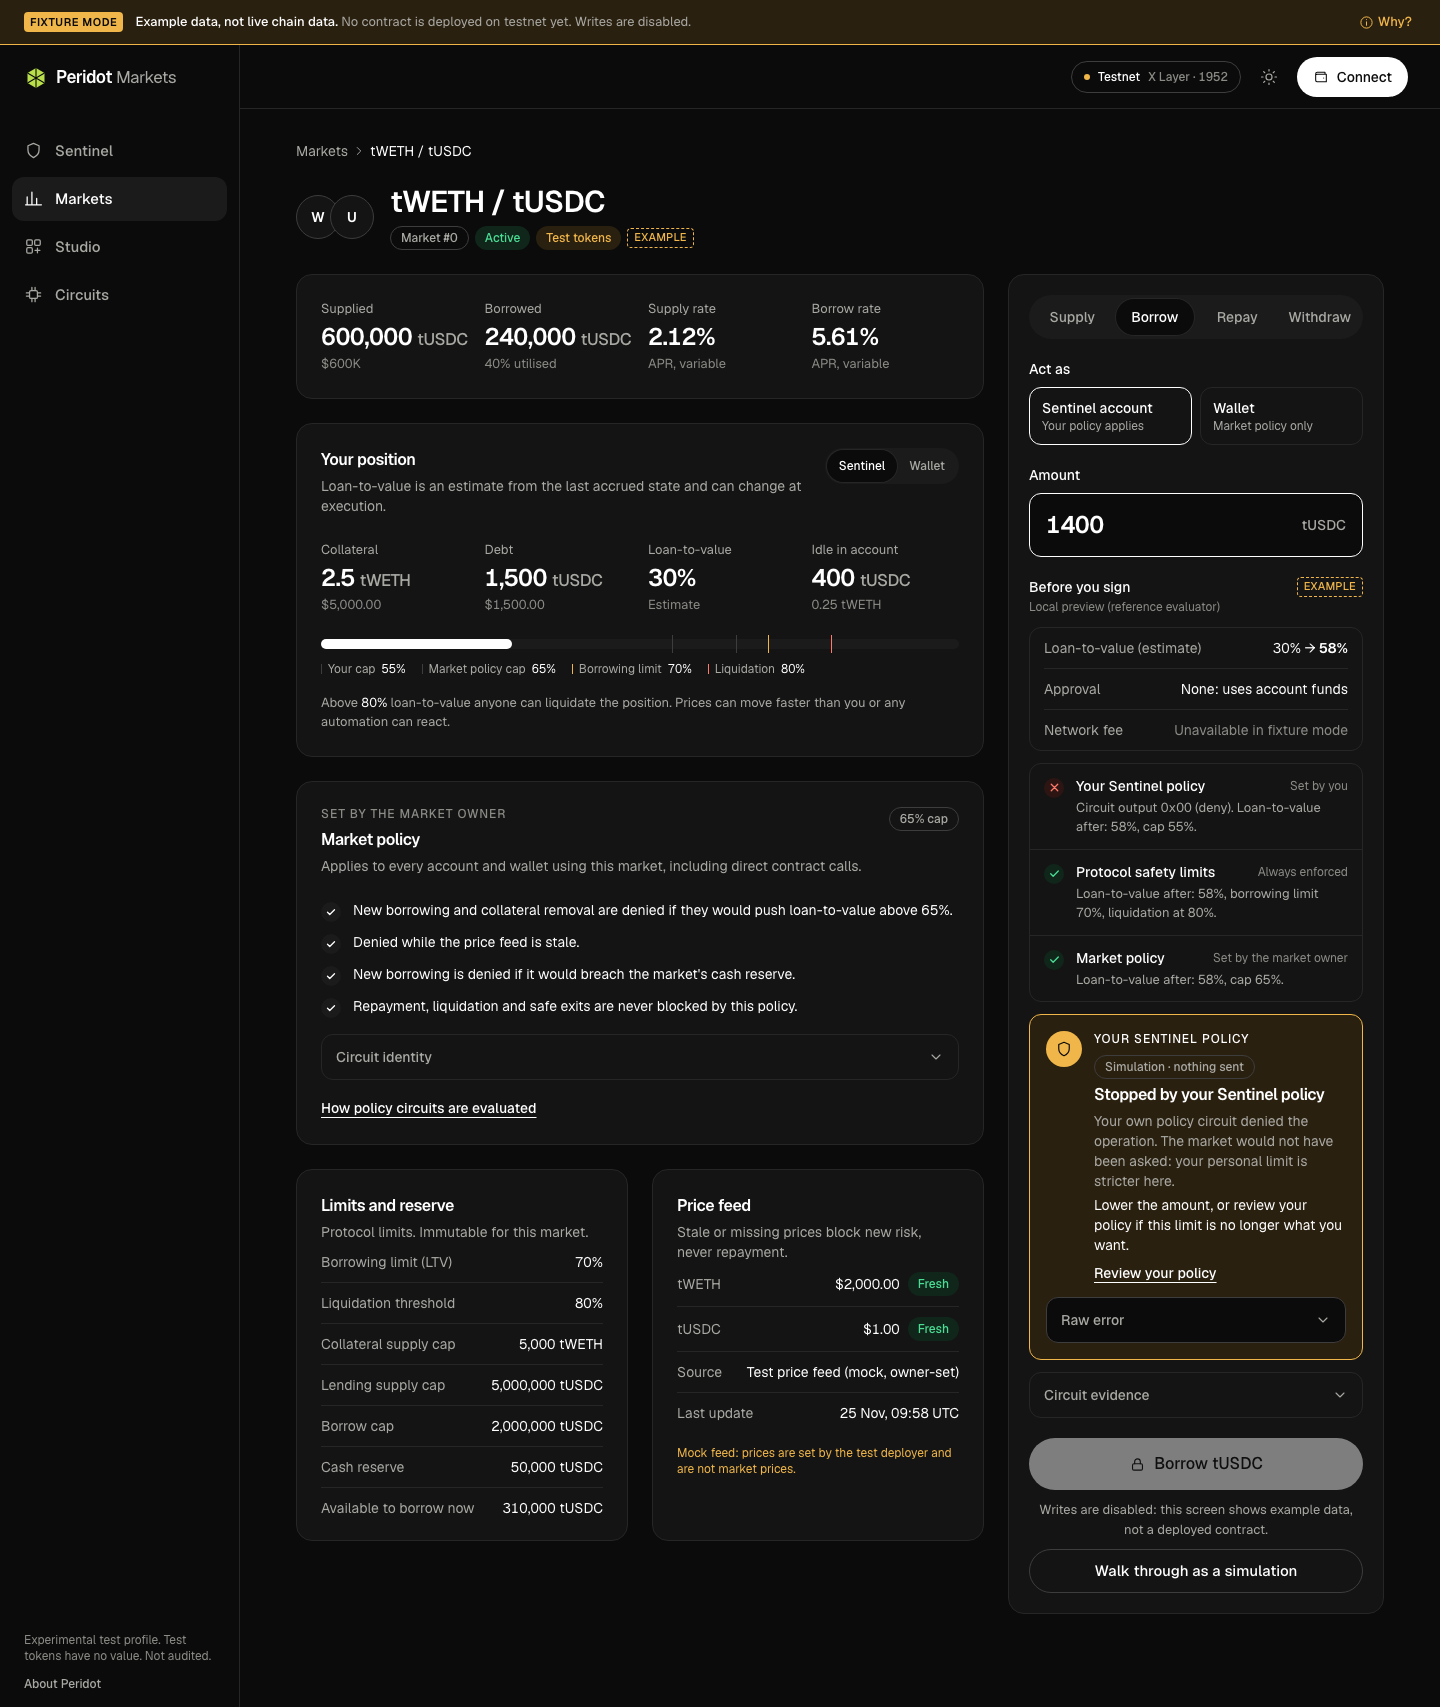 FIXTURE MODE Example data, not live chain data. No contract is deployed on testnet yet. Writes are disabled. Why?
Peridot Markets
Testnet X Layer · 1952
Connect
Sentinel
Markets
Studio
Circuits
Markets > tWETH / tUSDC
W U
tWETH / tUSDC
Market #0 Active Test tokens EXAMPLE
Supplied Borrowed Supply rate Borrow rate
600,000 tUSDC 240,000 tUSDC 2.12% 5.61%
$600K 40% utilised APR, variable APR, variable
Your position
Sentinel Wallet
Loan-to-value is an estimate from the last accrued state and can change at
execution.
Collateral Debt Loan-to-value Idle in account
2.5 tWETH 1,500 tUSDC 30% 400 tUSDC
$5,000.00 $1,500.00 Estimate 0.25 tWETH
Your cap 55% Market policy cap 65% Borrowing limit 70% Liquidation 80%
Above 80% loan-to-value anyone can liquidate the position. Prices can move faster than you or any
automation can react.
SET BY THE MARKET OWNER
65% cap
Market policy
Applies to every account and wallet using this market, including direct contract calls.
New borrowing and collateral removal are denied if they would push loan-to-value above 65%.
Denied while the price feed is stale.
New borrowing is denied if it would breach the market's cash reserve.
Repayment, liquidation and safe exits are never blocked by this policy.
Circuit identity
How policy circuits are evaluated
Limits and reserve
Protocol limits. Immutable for this market.
Borrowing limit (LTV) 70%
Liquidation threshold 80%
Collateral supply cap 5,000 tWETH
Lending supply cap 5,000,000 tUSDC
Borrow cap 2,000,000 tUSDC
Cash reserve 50,000 tUSDC
Available to borrow now 310,000 tUSDC
Price feed
Stale or missing prices block new risk,
never repayment.
tWETH $2,000.00 Fresh
tUSDC $1.00 Fresh
Source Test price feed (mock, owner-set)
Last update 25 Nov, 09:58 UTC
Mock feed: prices are set by the test deployer and
are not market prices.
Supply Borrow Repay Withdraw
Act as
Sentinel account Wallet
Your policy applies Market policy only
Amount
1400 tUSDC
Before you sign EXAMPLE
Local preview (reference evaluator)
Loan-to-value (estimate) 30% → 58%
Approval None: uses account funds
Network fee Unavailable in fixture mode
Your Sentinel policy Set by you
Circuit output 0x00 (deny). Loan-to-value
after: 58%, cap 55%.
Protocol safety limits Always enforced
Loan-to-value after: 58%, borrowing limit
70%, liquidation at 80%.
Market policy Set by the market owner
Loan-to-value after: 58%, cap 65%.
YOUR SENTINEL POLICY
Simulation · nothing sent
Stopped by your Sentinel policy
Your own policy circuit denied the
operation. The market would not have
been asked: your personal limit is
stricter here.
Lower the amount, or review your
policy if this limit is no longer what you
want.
Review your policy
Raw error
Circuit evidence
Borrow tUSDC
Writes are disabled: this screen shows example data,
not a deployed contract.
Walk through as a simulation
Experimental test profile. Test
tokens have no value. Not audited.
About Peridot